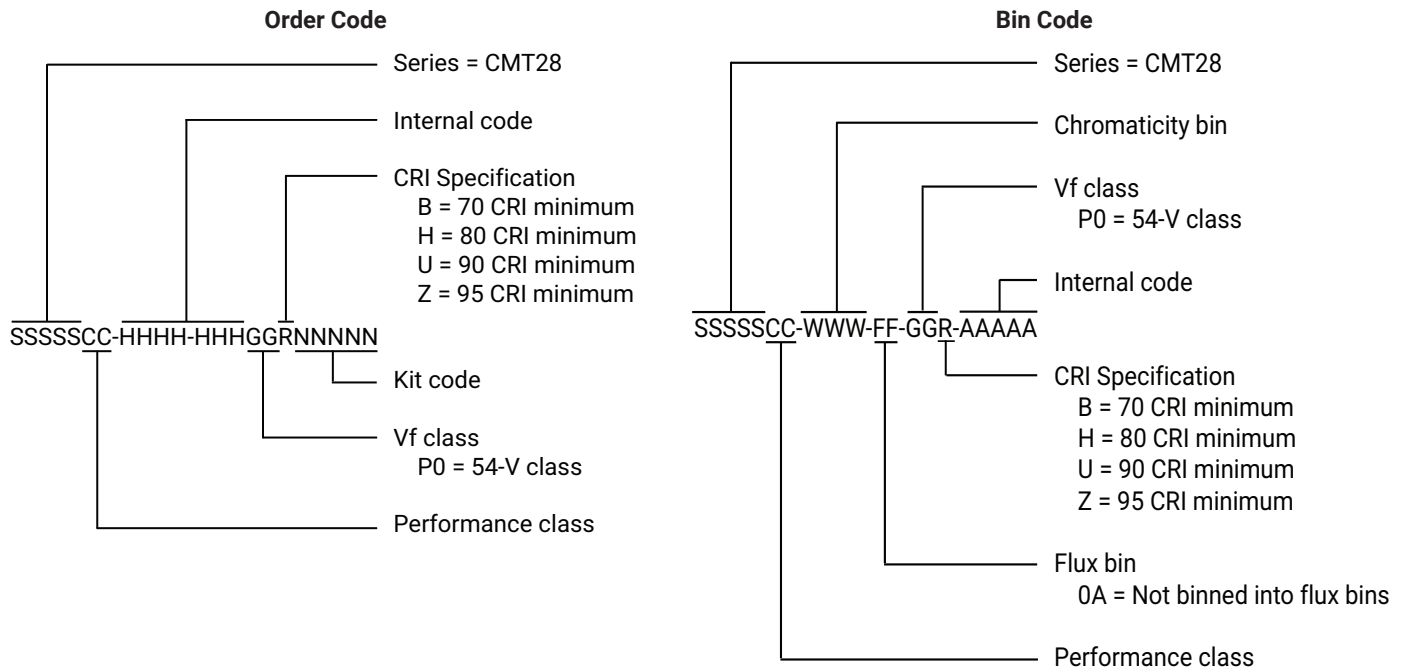 Order Code
Series = CMT28
Internal code
CRI Specification
B = 70 CRI minimum
H = 80 CRI minimum
U = 90 CRI minimum
Z = 95 CRI minimum
SSSSSCC-HHHH-HHHGGRNNNNN
Kit code
Vf class
P0 = 54-V class
Performance class
Bin Code
Series = CMT28
Chromaticity bin
Vf class
P0 = 54-V class
Internal code
SSSSSCC-WWW-FF-GGR-AAAAA
CRI Specification
B = 70 CRI minimum
H = 80 CRI minimum
U = 90 CRI minimum
Z = 95 CRI minimum
Flux bin
0A = Not binned into flux bins
Performance class